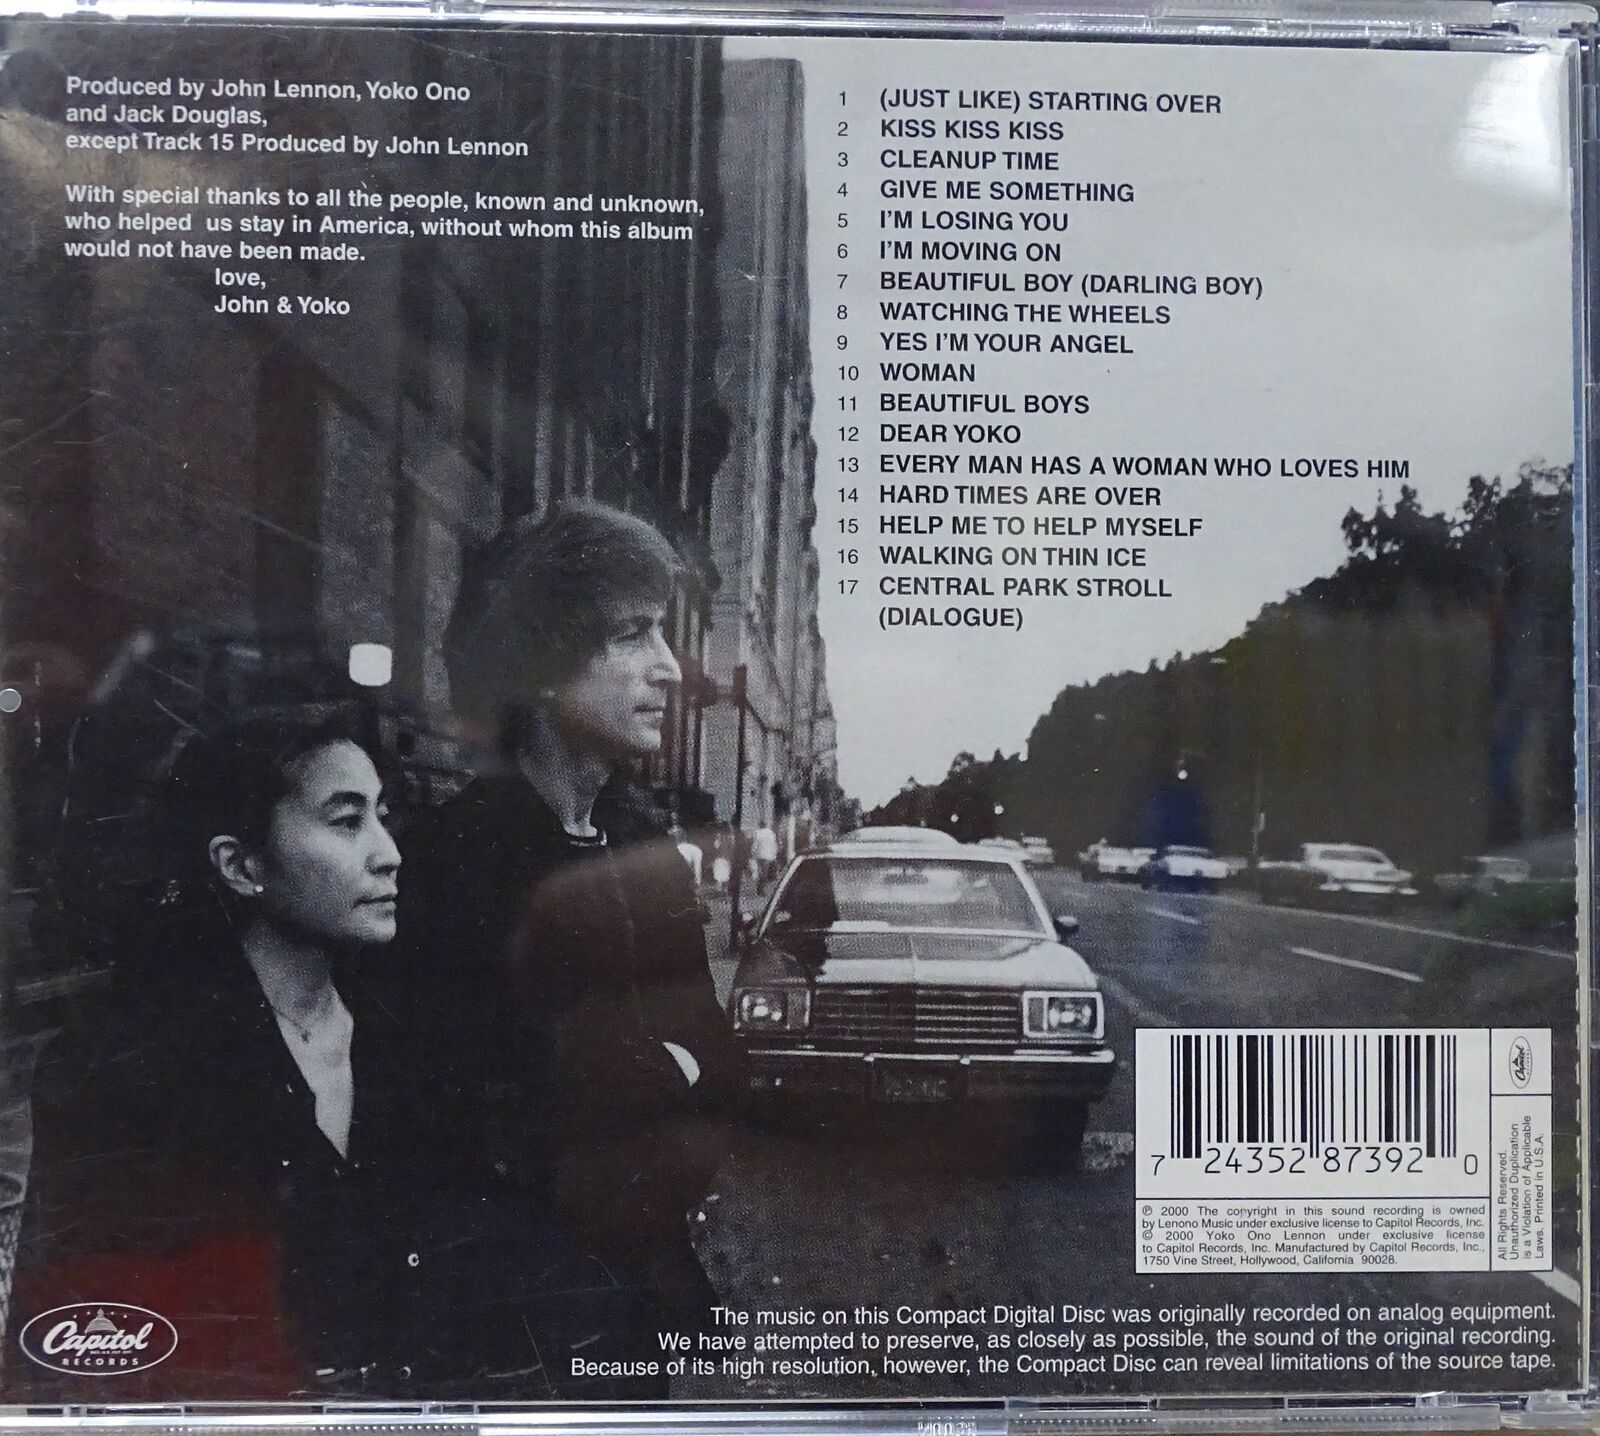 Produced by John Lennon, Yoko Ono
and Jack Douglas,
except Track 15 Produced by John Lennon
With special thanks to all the people, known and unknown,
who helped us stay in America, without whom this album
would not have been made.
love,
John & Yoko
1 (JUST LIKE) STARTING OVER
2 KISS KISS KISS
3 CLEANUP TIME
4 GIVE ME SOMETHING
5 I'M LOSING YOU
6 I'M MOVING ON
7 BEAUTIFUL BOY (DARLING BOY)
8 WATCHING THE WHEELS
9 YES I'M YOUR ANGEL
10 WOMAN
11 BEAUTIFUL BOYS
12 DEAR YOKO
13 EVERY MAN HAS A WOMAN WHO LOVES HIM
14 HARD TIMES ARE OVER
15 HELP ME TO HELP MYSELF
16 WALKING ON THIN ICE
17 CENTRAL PARK STROLL
(DIALOGUE)
7 24352 87392 0
℗ 2000 The copyright in this sound recording is owned
by Lenono Music under exclusive license to Capitol Records, Inc.
© 2000 Yoko Ono Lennon under exclusive license
to Capitol Records, Inc. Manufactured by Capitol Records, Inc.,
1750 Vine Street, Hollywood, California 90028.
Capitol
All Rights Reserved.
Unauthorized Duplication
is a Violation of Applicable
Laws. Printed in U.S.A.
Capitol
RECORDS
The music on this Compact Digital Disc was originally recorded on analog equipment.
We have attempted to preserve, as closely as possible, the sound of the original recording.
Because of its high resolution, however, the Compact Disc can reveal limitations of the source tape.